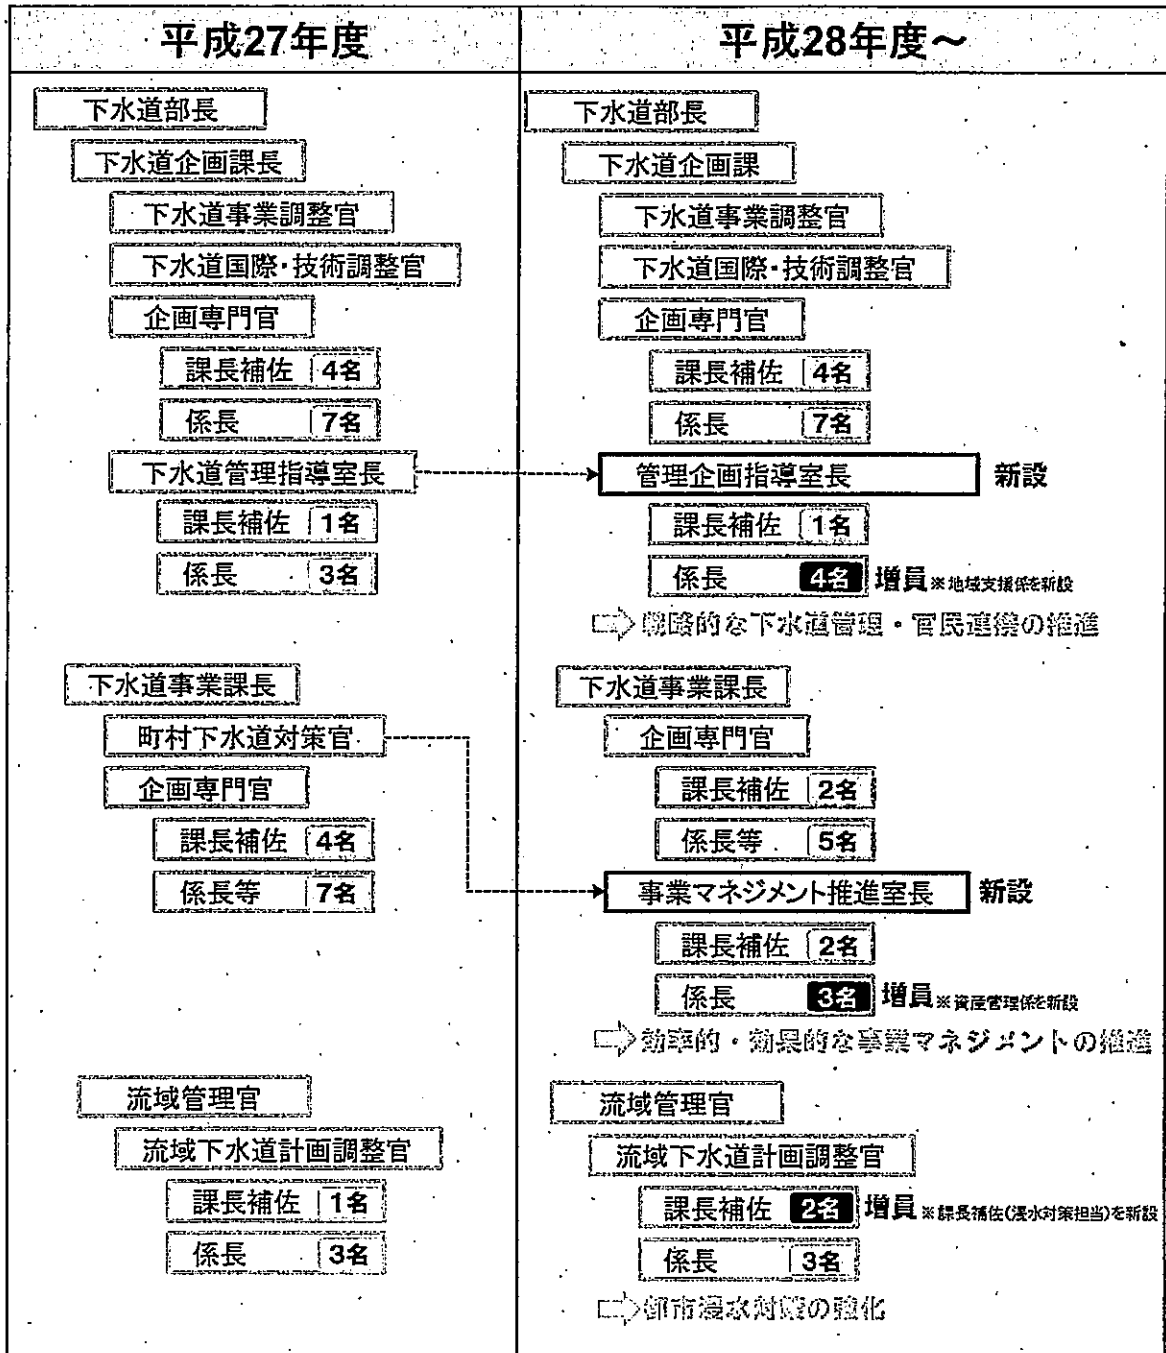 平成27年度
下水道部長
下水道企画課長
下水道事業調整官
下水道国際・技術調整官
企画専門官
課長補佐 4名
係長 7名
下水道管理指導室長
課長補佐 1名
係長 3名
下水道事業課長
町村下水道対策官
企画専門官
課長補佐 4名
係長等 7名
流域管理官
流域下水道計画調整官
課長補佐 1名
係長 3名
平成28年度～
下水道部長
下水道企画課
下水道事業調整官
下水道国際・技術調整官
企画専門官
課長補佐 4名
係長 7名
管理企画指導室長 新設
課長補佐 1名
係長 4名 増員※地域支援係を新設
⇨戦略的な下水道管理・官民連携の推進
下水道事業課長
企画専門官
課長補佐 2名
係長等 5名
事業マネジメント推進室長 新設
課長補佐 2名
係長 3名 増員※資産管理係を新設
⇨効率的・効果的な事業マネジメントの推進
流域管理官
流域下水道計画調整官
課長補佐 2名 増員※課長補佐(浸水対策担当)を新設
係長 3名
⇨都市浸水対策の強化